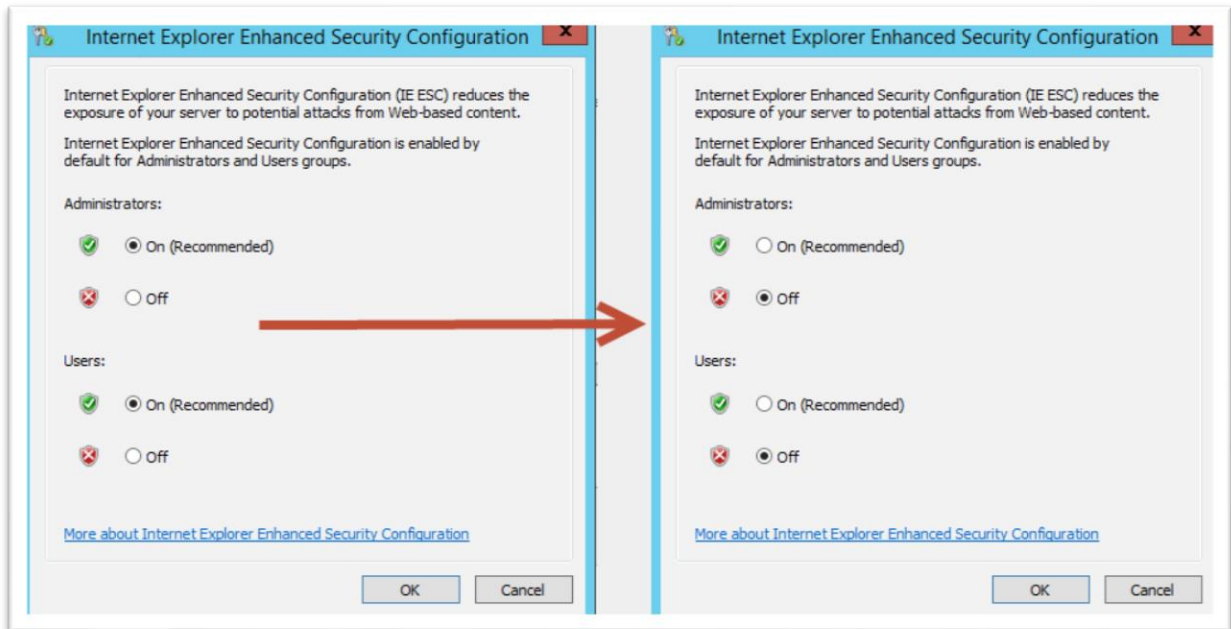 Internet Explorer Enhanced Security Configuration
Internet Explorer Enhanced Security Configuration (IE ESC) reduces the
exposure of your server to potential attacks from Web-based content.
Internet Explorer Enhanced Security Configuration is enabled by
default for Administrators and Users groups.
Administrators:
On (Recommended)
Off
Users:
On (Recommended)
Off
More about Internet Explorer Enhanced Security Configuration
OK
Cancel
Internet Explorer Enhanced Security Configuration
Internet Explorer Enhanced Security Configuration (IE ESC) reduces the
exposure of your server to potential attacks from Web-based content.
Internet Explorer Enhanced Security Configuration is enabled by
default for Administrators and Users groups.
Administrators:
On (Recommended)
Off
Users:
On (Recommended)
Off
More about Internet Explorer Enhanced Security Configuration
OK
Cancel